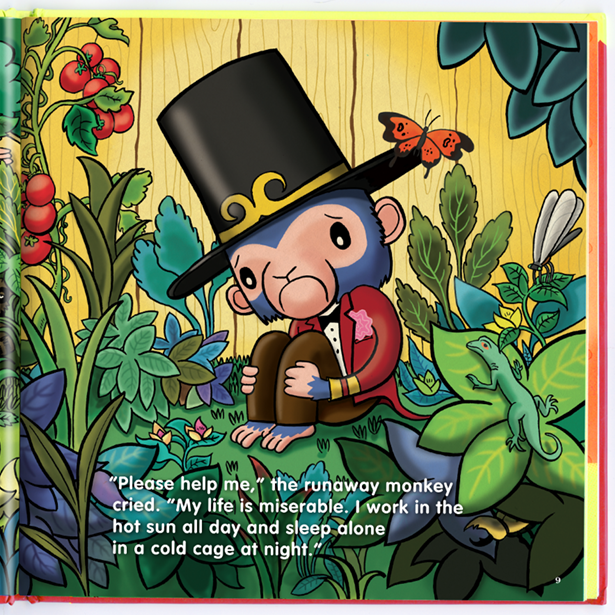 “Please help me,” the runaway monkey
cried. “My life is miserable. I work in the
hot sun all day and sleep alone
in a cold cage at night.”
9